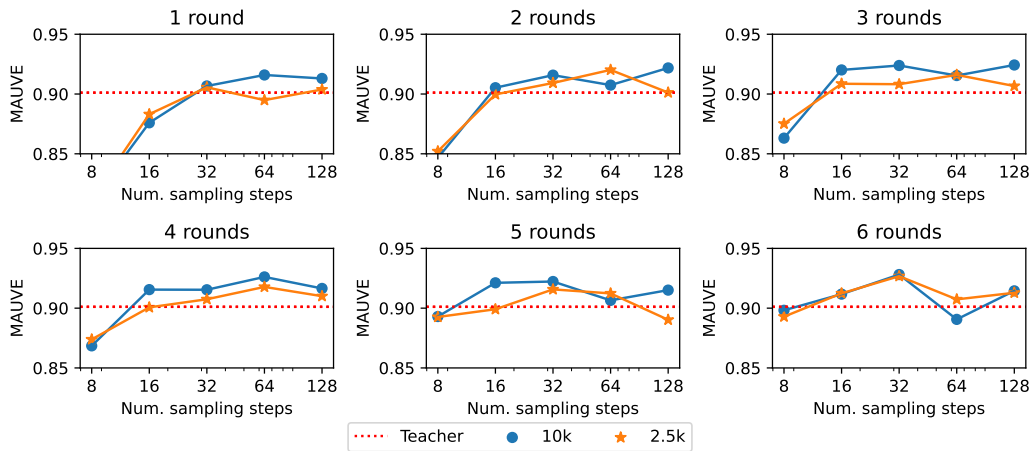 1 round
2 rounds
3 rounds
MAUVE
0.95
0.90
0.85
8 16 32 64 128
Num. sampling steps
MAUVE
0.95
0.90
0.85
8 16 32 64 128
Num. sampling steps
MAUVE
0.95
0.90
0.85
8 16 32 64 128
Num. sampling steps
4 rounds
5 rounds
6 rounds
MAUVE
0.95
0.90
0.85
8 16 32 64 128
Num. sampling steps
MAUVE
0.95
0.90
0.85
8 16 32 64 128
Num. sampling steps
MAUVE
0.95
0.90
0.85
8 16 32 64 128
Num. sampling steps
Teacher 10k 2.5k